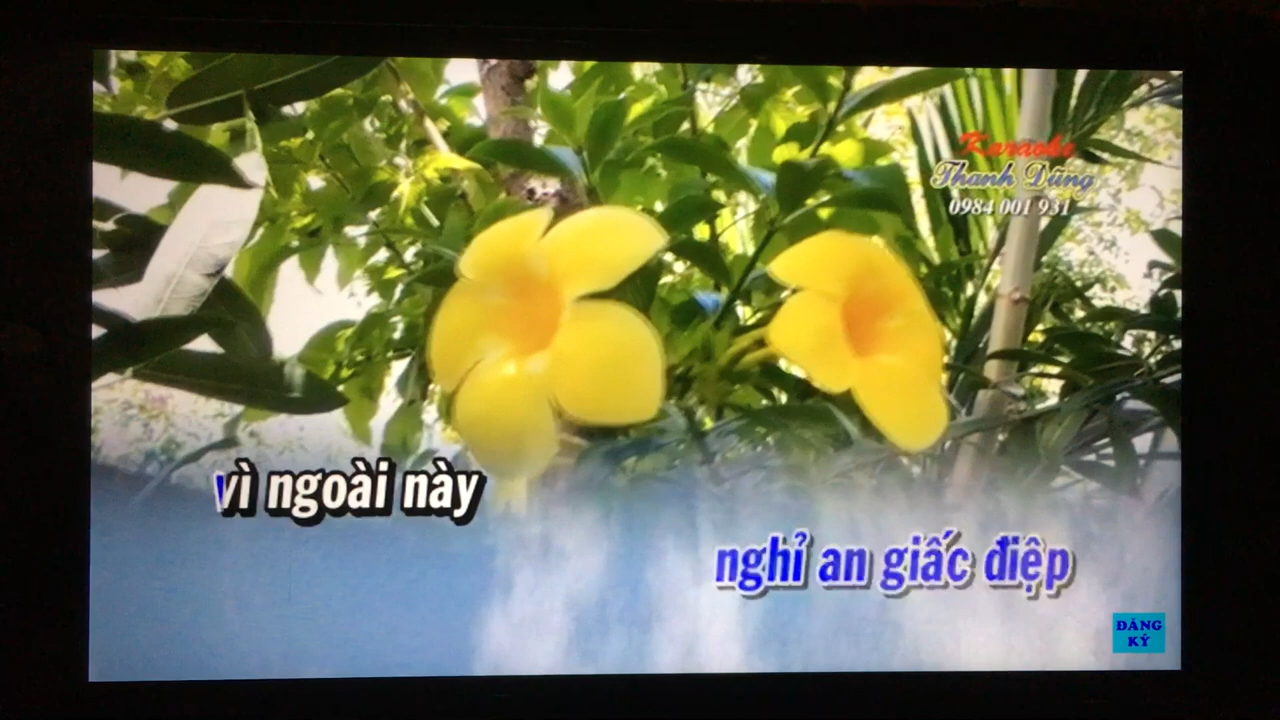 Karaoke
Thanh Dũng
0984 001 931
vì ngoài này
nghỉ an giấc điệp
ĐĂNG
KÝ